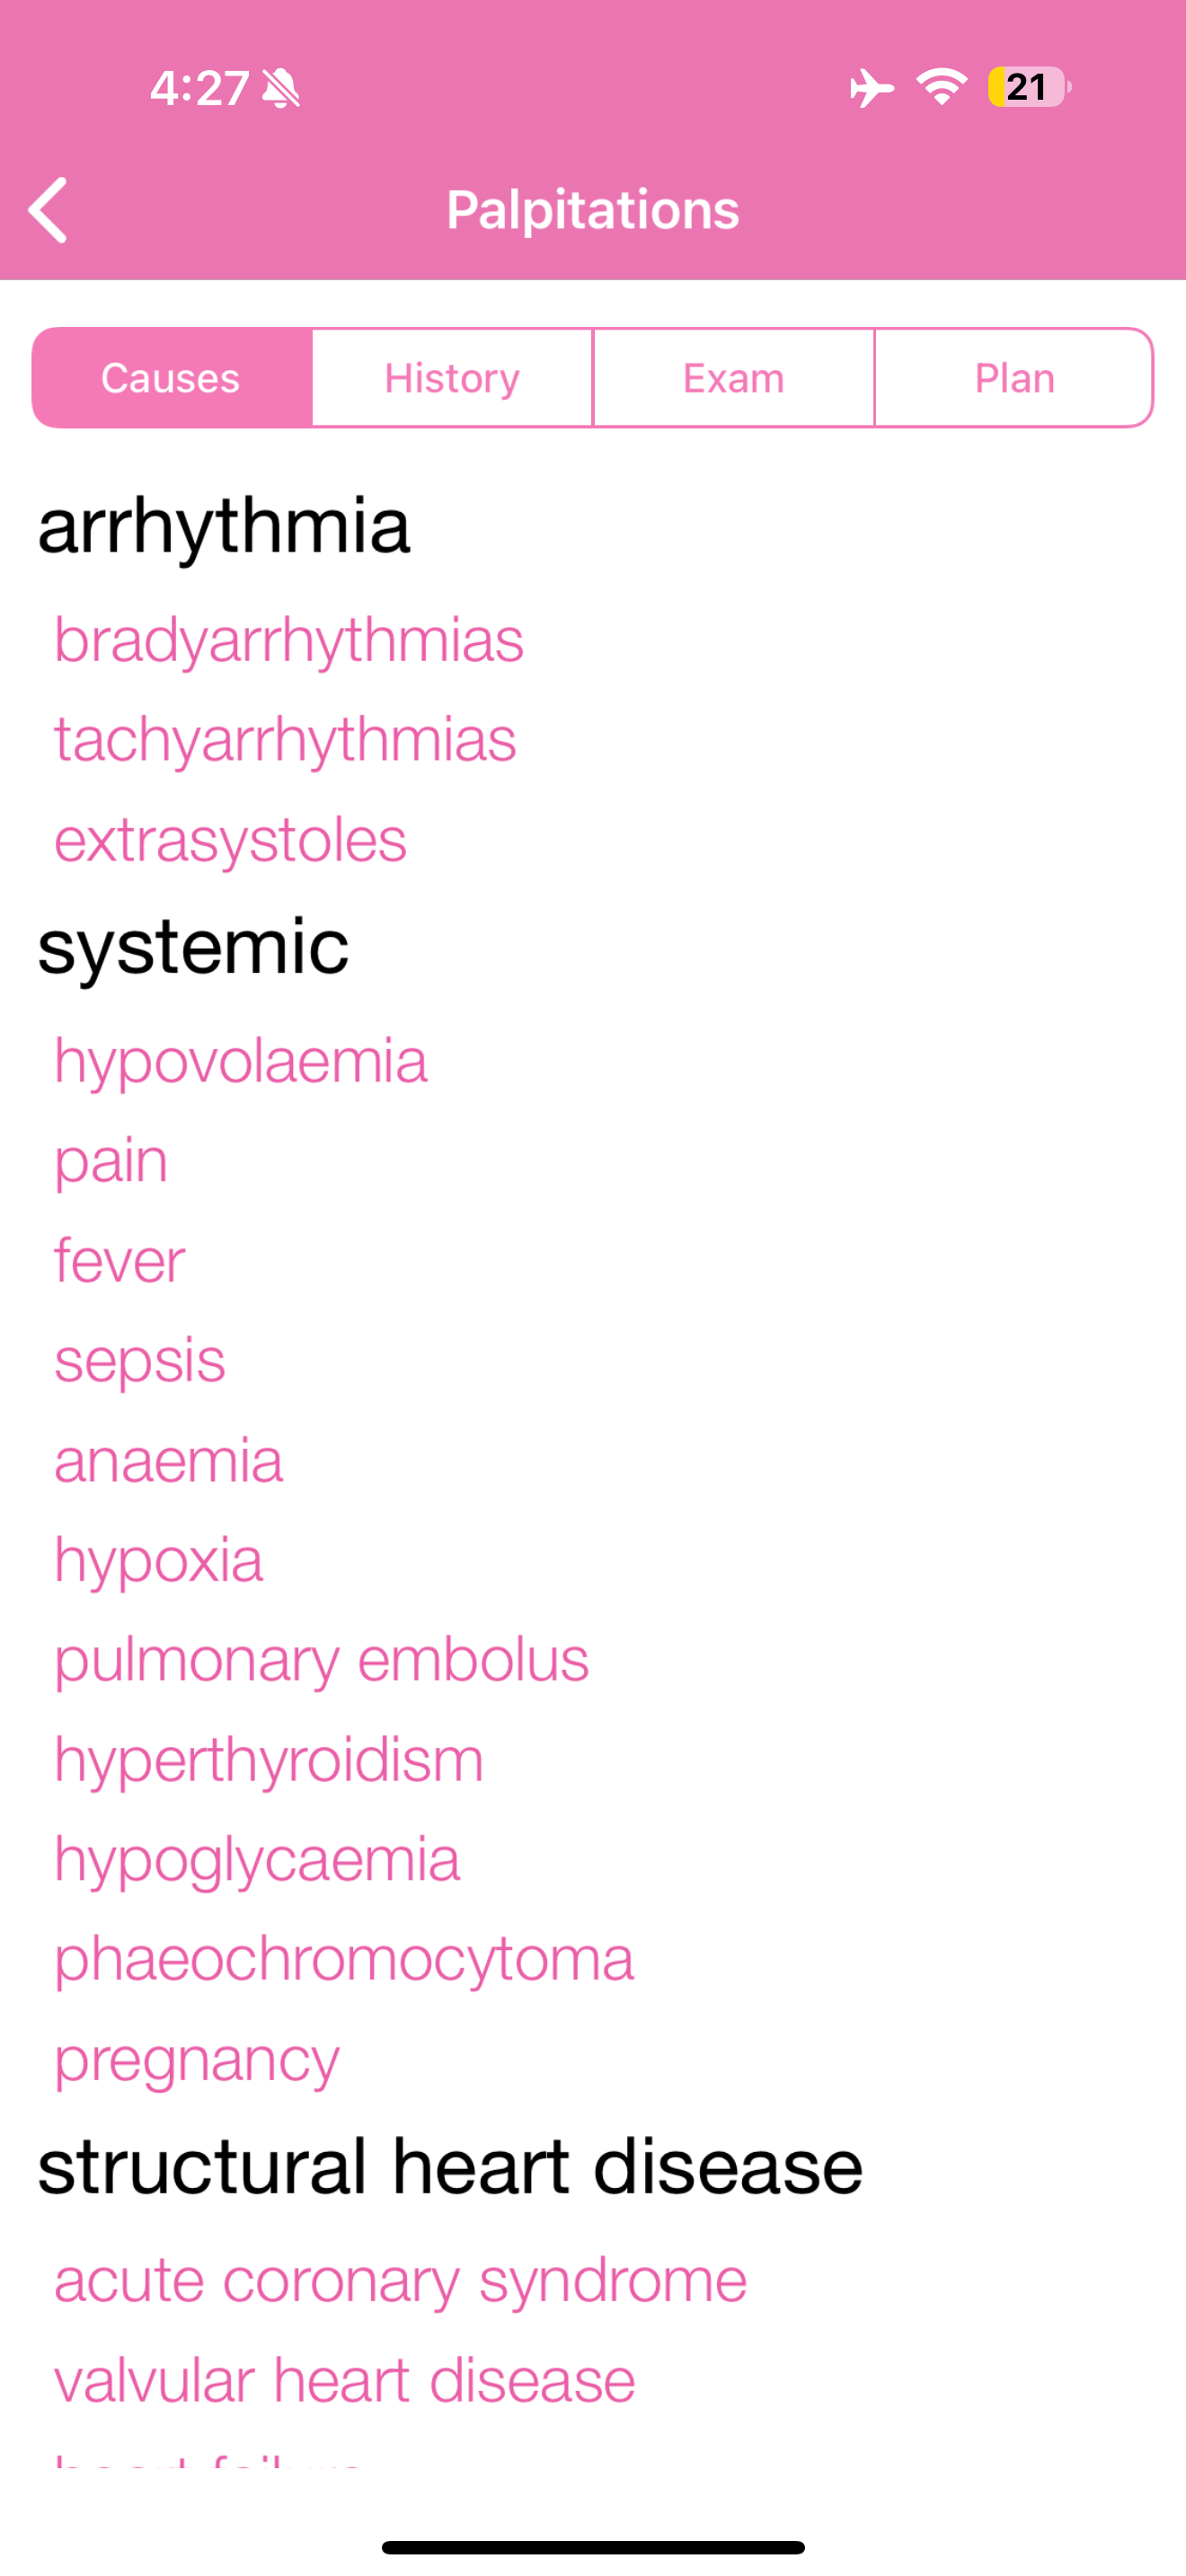 4:27
21
Palpitations
Causes History Exam Plan
arrhythmia
bradyarrhythmias
tachyarrhythmias
extrasystoles
systemic
hypovolaemia
pain
fever
sepsis
anaemia
hypoxia
pulmonary embolus
hyperthyroidism
hypoglycaemia
phaeochromocytoma
pregnancy
structural heart disease
acute coronary syndrome
valvular heart disease